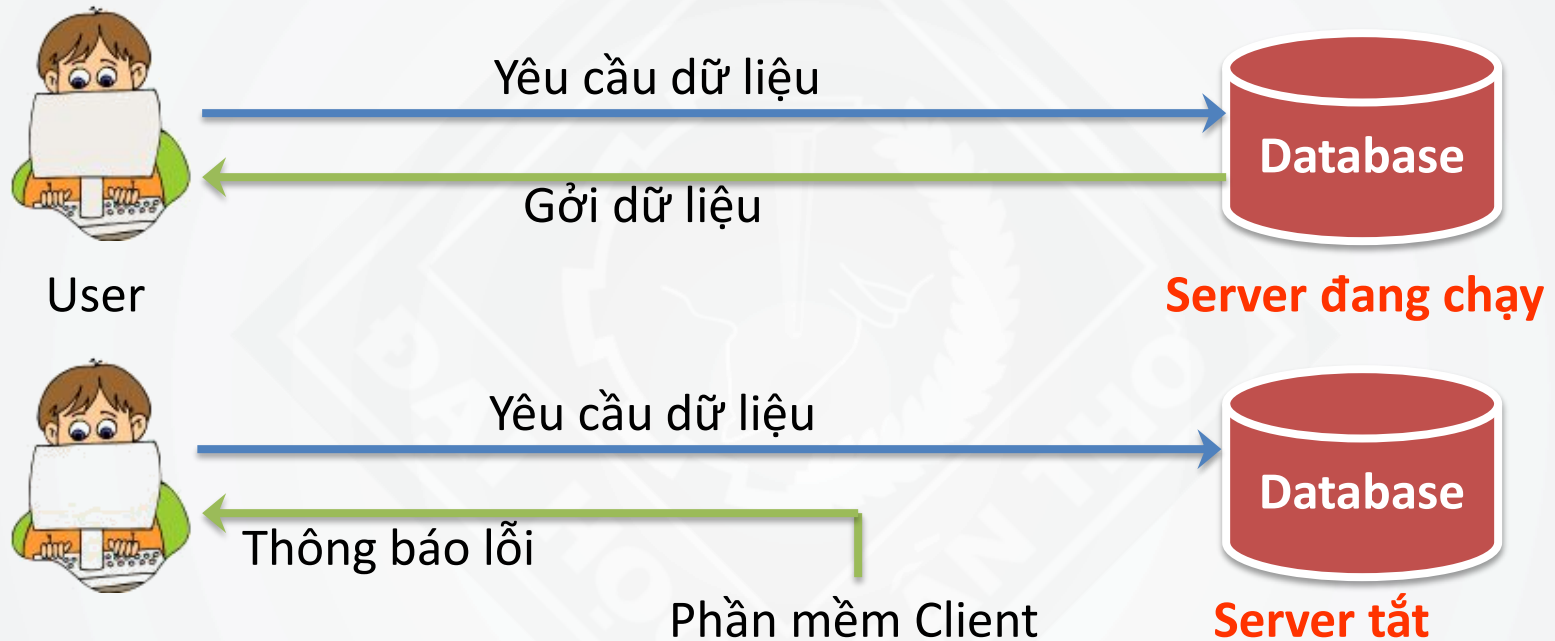 Yêu cầu dữ liệu
Database
Gởi dữ liệu
User
Server đang chạy
Yêu cầu dữ liệu
Database
Thông báo lỗi
Phần mềm Client
Server tắt